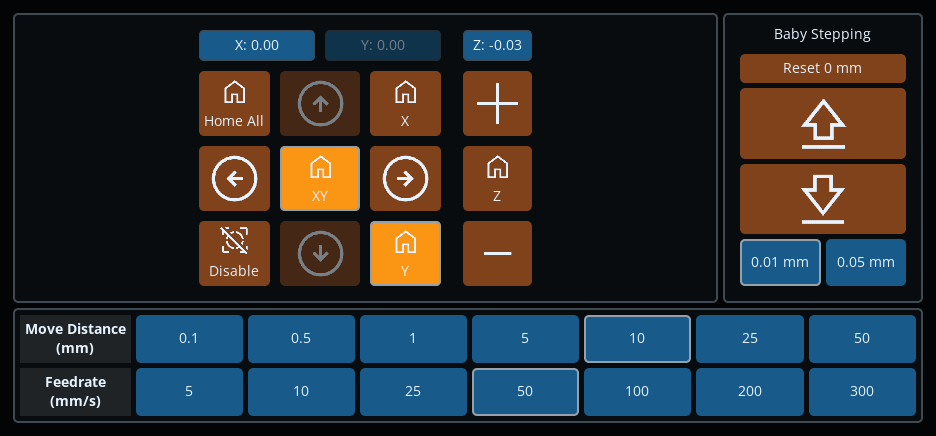 X: 0.00
Y: 0.00
Z: -0.03
Home All
X
XY
Z
Disable
Y
Baby Stepping
Reset 0 mm
0.01 mm
0.05 mm
Move Distance
(mm)
0.1
0.5
1
5
10
25
50
Feedrate
(mm/s)
5
10
25
50
100
200
300